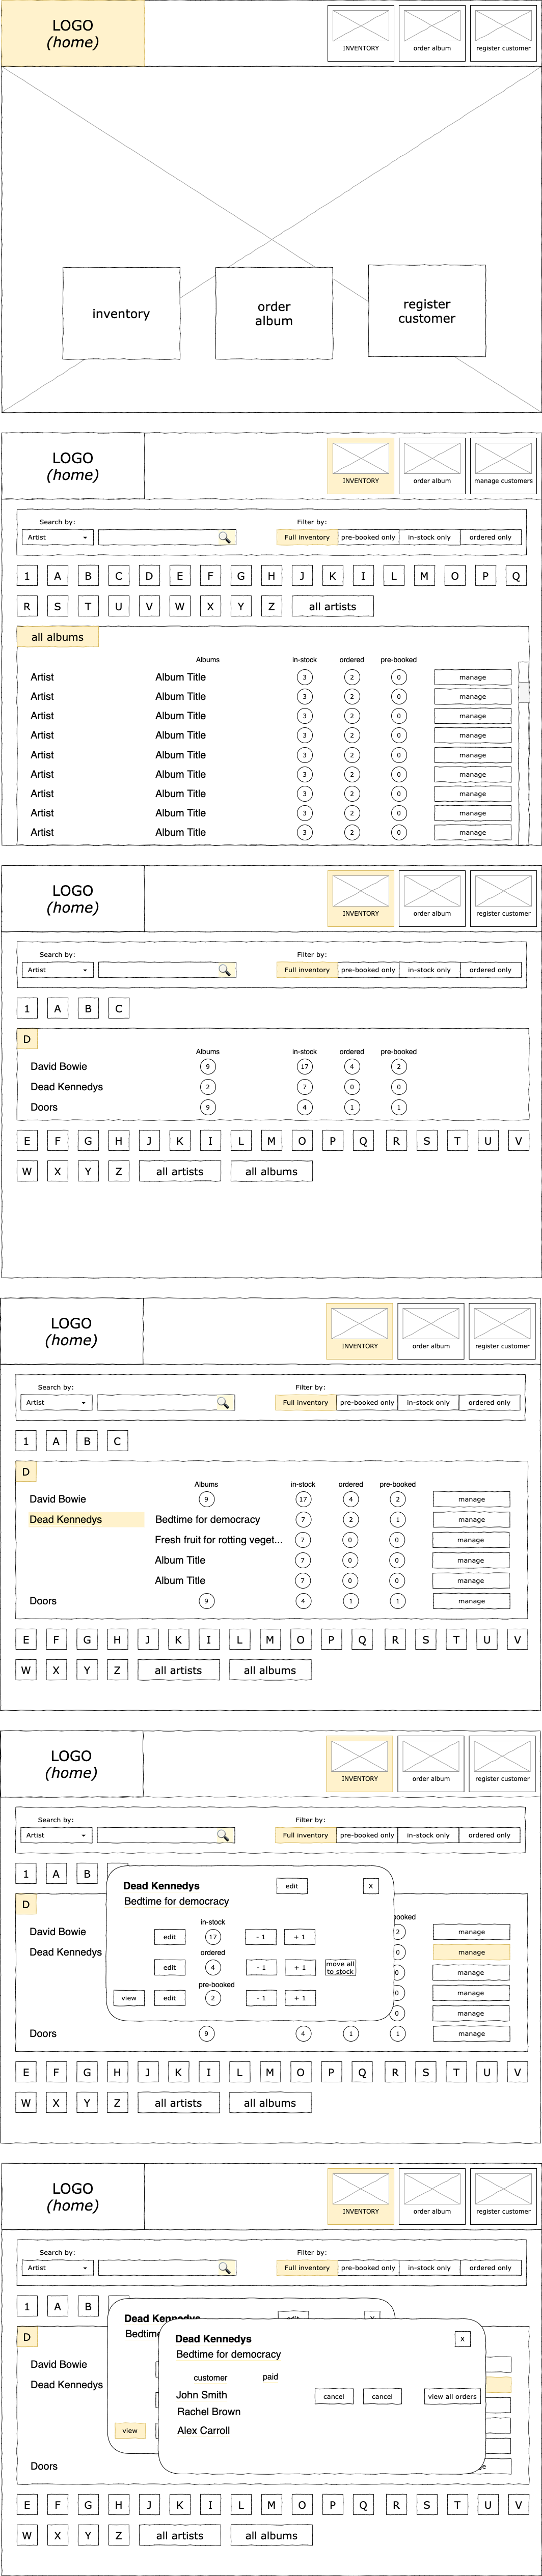 LOGO
(home)
INVENTORY order album register customer
inventory
order
album
register
customer
LOGO
(home)
INVENTORY order album manage customers
Search by: Filter by:
Artist Full inventory pre-booked only in-stock only ordered only
1 A B C D E F G H J K I L M O P Q
R S T U V W X Y Z all artists
all albums
Albums in-stock ordered pre-booked
Artist Album Title 3 2 0 manage
Artist Album Title 3 2 0 manage
Artist Album Title 3 2 0 manage
Artist Album Title 3 2 0 manage
Artist Album Title 3 2 0 manage
Artist Album Title 3 2 0 manage
Artist Album Title 3 2 0 manage
Artist Album Title 3 2 0 manage
Artist Album Title 3 2 0 manage
LOGO
(home)
INVENTORY order album register customer
Search by: Filter by:
Artist Full inventory pre-booked only in-stock only ordered only
1 A B C
D
Albums in-stock ordered pre-booked
David Bowie 9 17 4 2
Dead Kennedys 2 7 0 0
Doors 9 4 1 1
E F G H J K I L M O P Q R S T U V
W X Y Z all artists all albums
LOGO
(home)
INVENTORY order album register customer
Search by: Filter by:
Artist Full inventory pre-booked only in-stock only ordered only
1 A B C
D
Albums in-stock ordered pre-booked
David Bowie 9 17 4 2 manage
Dead Kennedys Bedtime for democracy 7 2 1 manage
Fresh fruit for rotting veget... 7 0 0 manage
Album Title 7 0 0 manage
Album Title 7 0 0 manage
Doors 9 4 1 1 manage
E F G H J K I L M O P Q R S T U V
W X Y Z all artists all albums
LOGO
(home)
INVENTORY order album register customer
Search by: Filter by:
Artist Full inventory pre-booked only in-stock only ordered only
1 A B
D
Dead Kennedys edit X
Bedtime for democracy
in-stock
edit 17 - 1 + 1
ordered
edit 4 - 1 + 1 move all
to stock
pre-booked
view edit 2 - 1 + 1
ooked
David Bowie 2 manage
Dead Kennedys 0 manage
0 manage
0 manage
0 manage
Doors 9 4 1 1 manage
E F G H J K I L M O P Q R S T U V
W X Y Z all artists all albums
LOGO
(home)
INVENTORY order album register customer
Search by: Filter by:
Artist Full inventory pre-booked only in-stock only ordered only
1 A B
D
Dead Kennedys edit X
Bedtime
view
Dead Kennedys X
Bedtime for democracy
customer paid
John Smith cancel cancel view all orders
Rachel Brown
Alex Carroll
David Bowie
Dead Kennedys
Doors
E F G H J K I L M O P Q R S T U V
W X Y Z all artists all albums